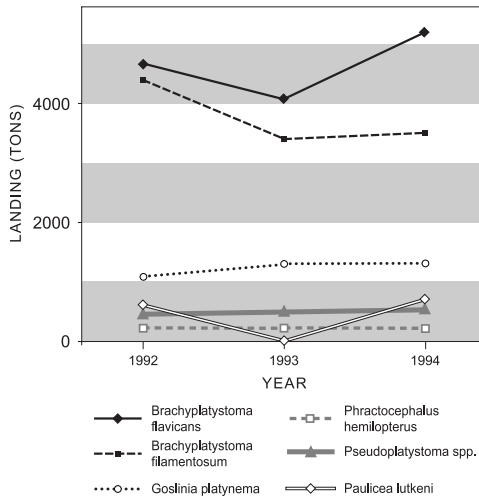 LANDING (TONS)
4000
2000
0
1992
1993
1994
YEAR
Brachyplatystoma
flavicans
Brachyplatystoma
filamentosum
Goslinia platynema
Phractocephalus
hemilopterus
Pseudoplatystoma spp.
Paulicea lutkeni